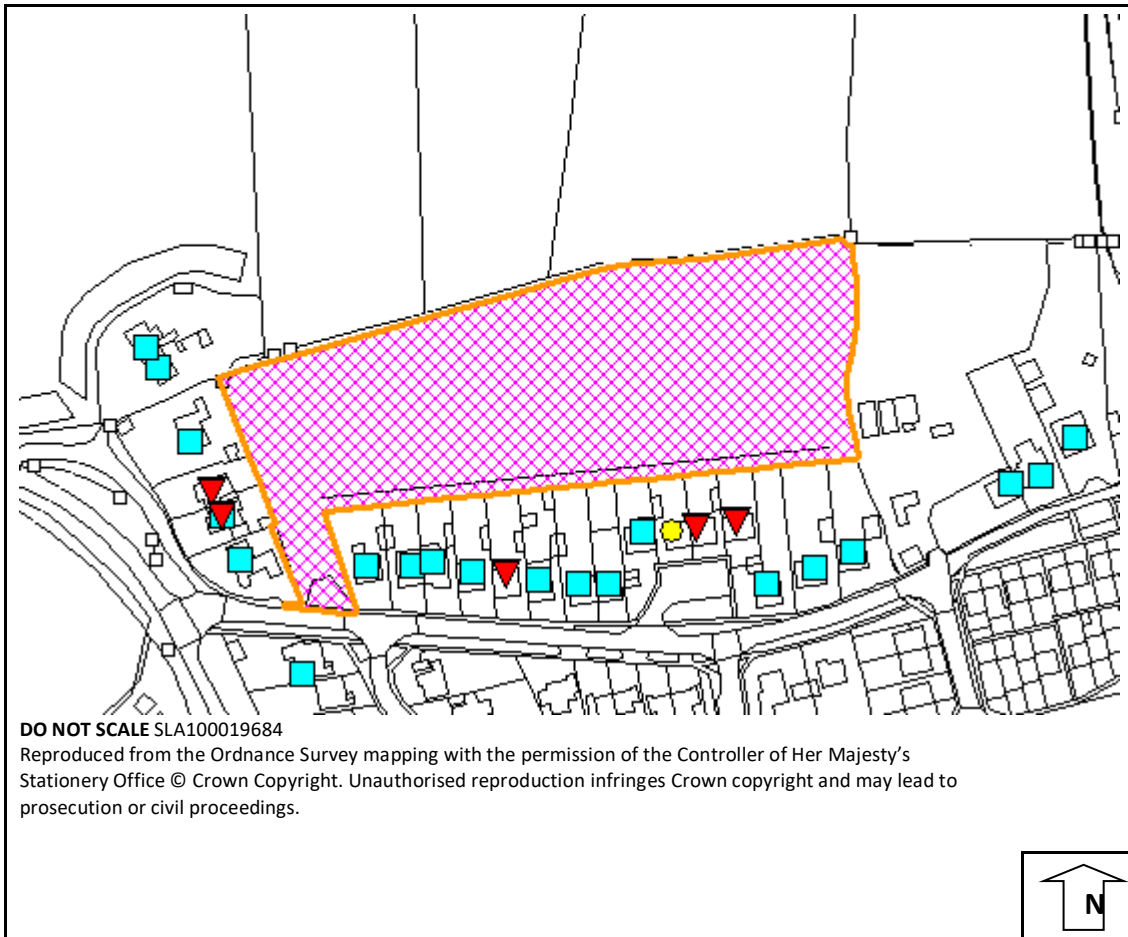 DO NOT SCALE SLA100019684
Reproduced from the Ordnance Survey mapping with the permission of the Controller of Her Majesty’s
Stationery Office © Crown Copyright. Unauthorised reproduction infringes Crown copyright and may lead to
prosecution or civil proceedings.
N